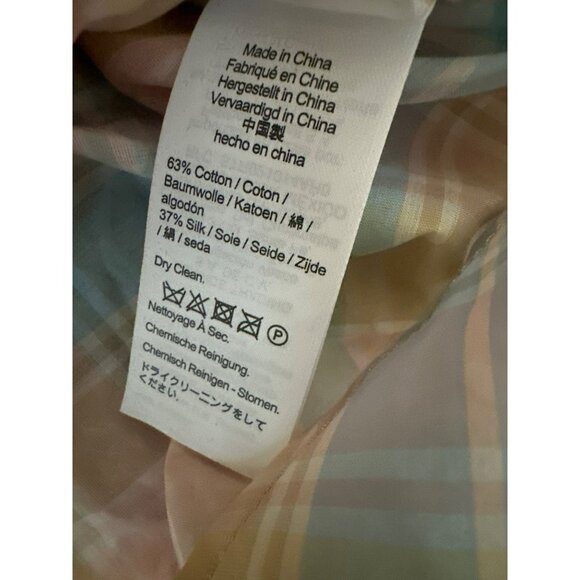 Made in China
Fabriqué en Chine
Hergestellt in China
Vervaardigd in China
中国製
hecho en china
63% Cotton / Coton /
Baumwolle / Katoen / 綿 /
algodón
37% Silk / Soie / Seide / Zijde
/ 絹 / seda
Dry Clean.
P
Nettoyage À Sec.
Chemische Reinigung.
Chemisch Reinigen - Stomen.
ドライクリーニングをして
ください.